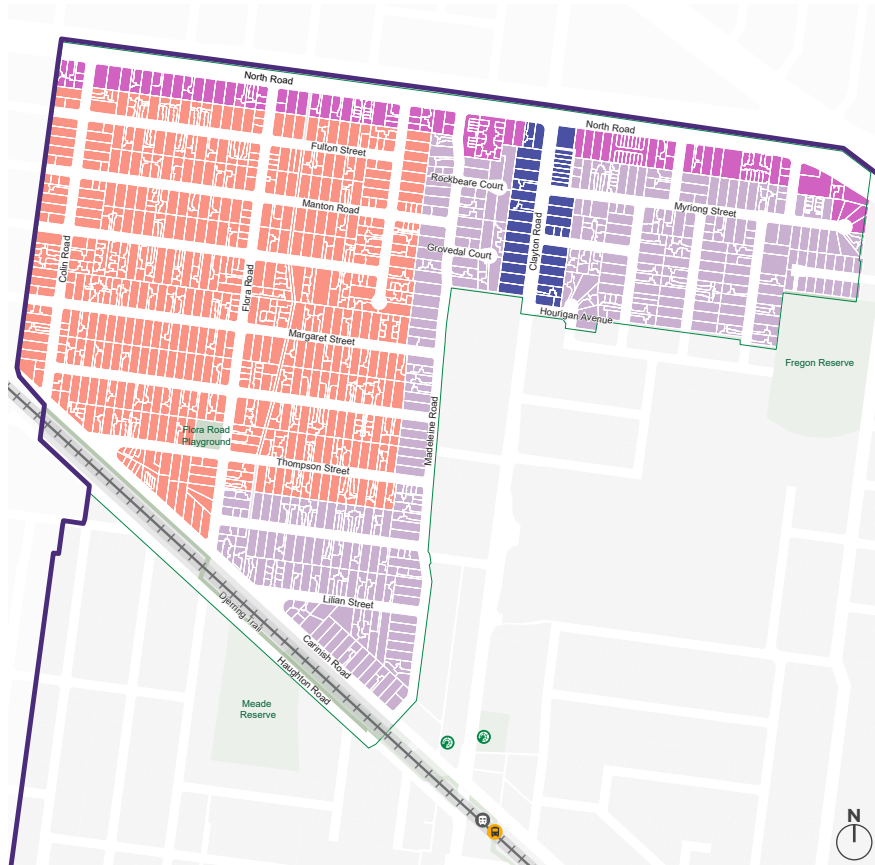 North Road
North Road
Fulton Street
Rockbeare Court
Manton Road
Myriong Street
Clayton Road
Colin Road
Grovedal Court
Flora Road
Hourigan Avenue
Margaret Street
Fregon Reserve
Madeleine Road
Flora Road
Playground
Thompson Street
Lilian Street
Djerring Trail
Carinish Road
Haughton Road
Meade
Reserve
N